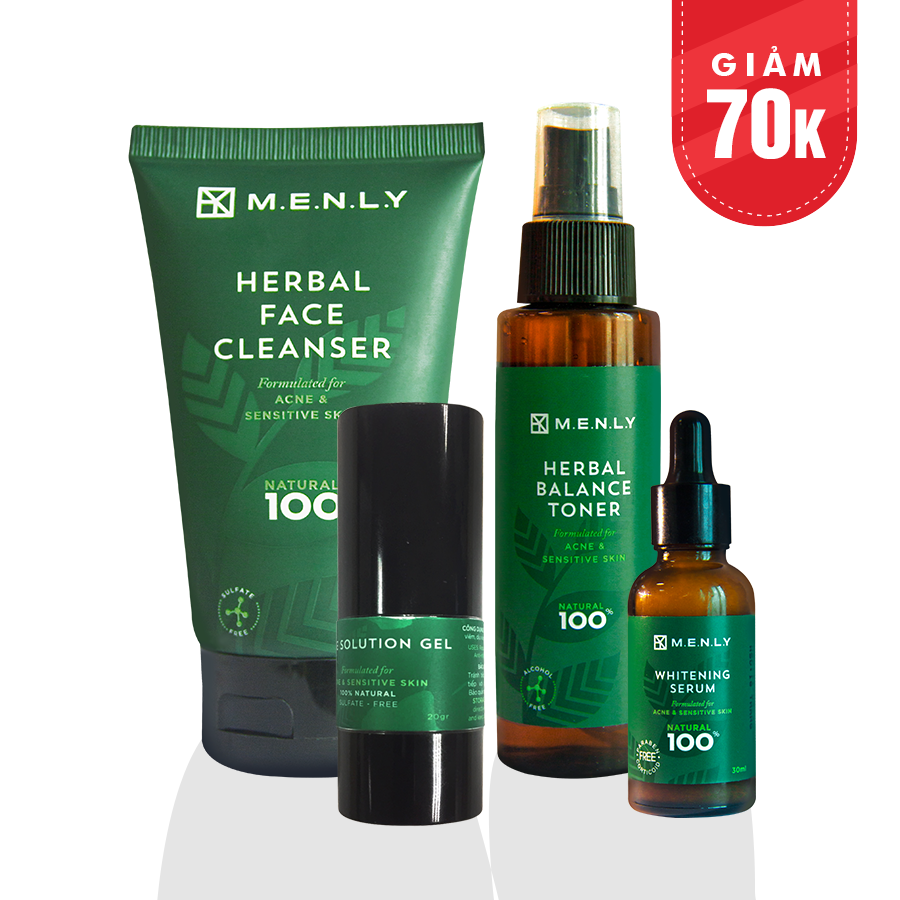 GIẢM
70K
M.E.N.L.Y
HERBAL
FACE
CLEANSER
Formulated for
ACNE &
SENSITIVE
NATURAL
100
SULFATE
FREE
SOLUTION GEL
Formulated for
& SENSITIVE SKIN
100% NATURAL
SULFATE - FREE
20gr
M.E.N.L.Y
HERBAL
BALANCE
TONER
Formulated for
ACNE &
SENSITIVE SKIN
NATURAL
100%
ALCOHOL
FREE
M.E.N.L.Y
WHITENING
SERUM
Formulated for
ACNE & SENSITIVE SKIN
NATURAL
100%
PARABEN
FREE
CORTICOID
30ml